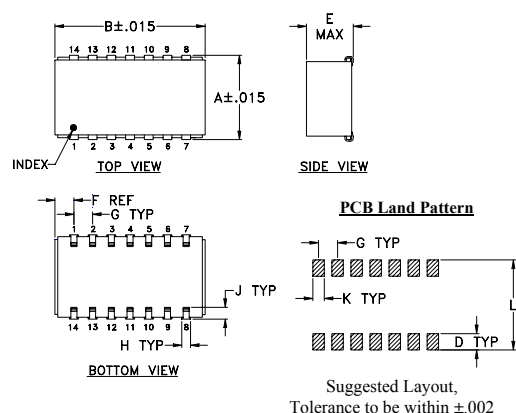 B±.015
14 13 12 11 10 9 8
A±.015
INDEX
1 2 3 4 5 6 7
TOP VIEW
E
MAX
SIDE VIEW
F REF
G TYP
1 2 3 4 5 6 7
J TYP
14 13 12 11 10 9 8
H TYP
BOTTOM VIEW
PCB Land Pattern
G TYP
K TYP
L
D TYP
Suggested Layout,
Tolerance to be within ±.002